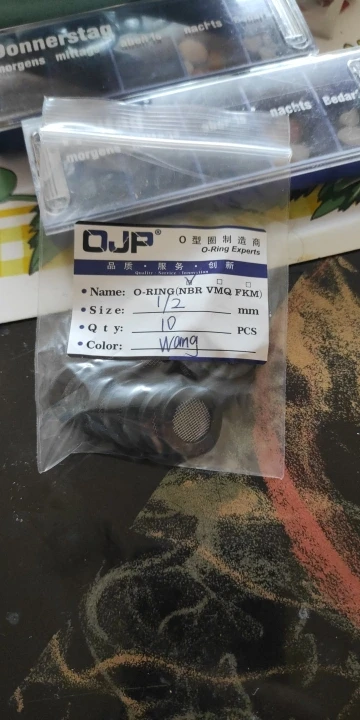 Donnerstag
morgens mittags abends nachts Bedar
morgens nachts
OJP® O型圈制造商
O-Ring Experts
品质·服务·创新
Quality · Service · Innovation
• Name: O-RING(NBR VMQ FKM)
• Size: 1/2 mm
• Qty: 10 PCS
• Color: Wang